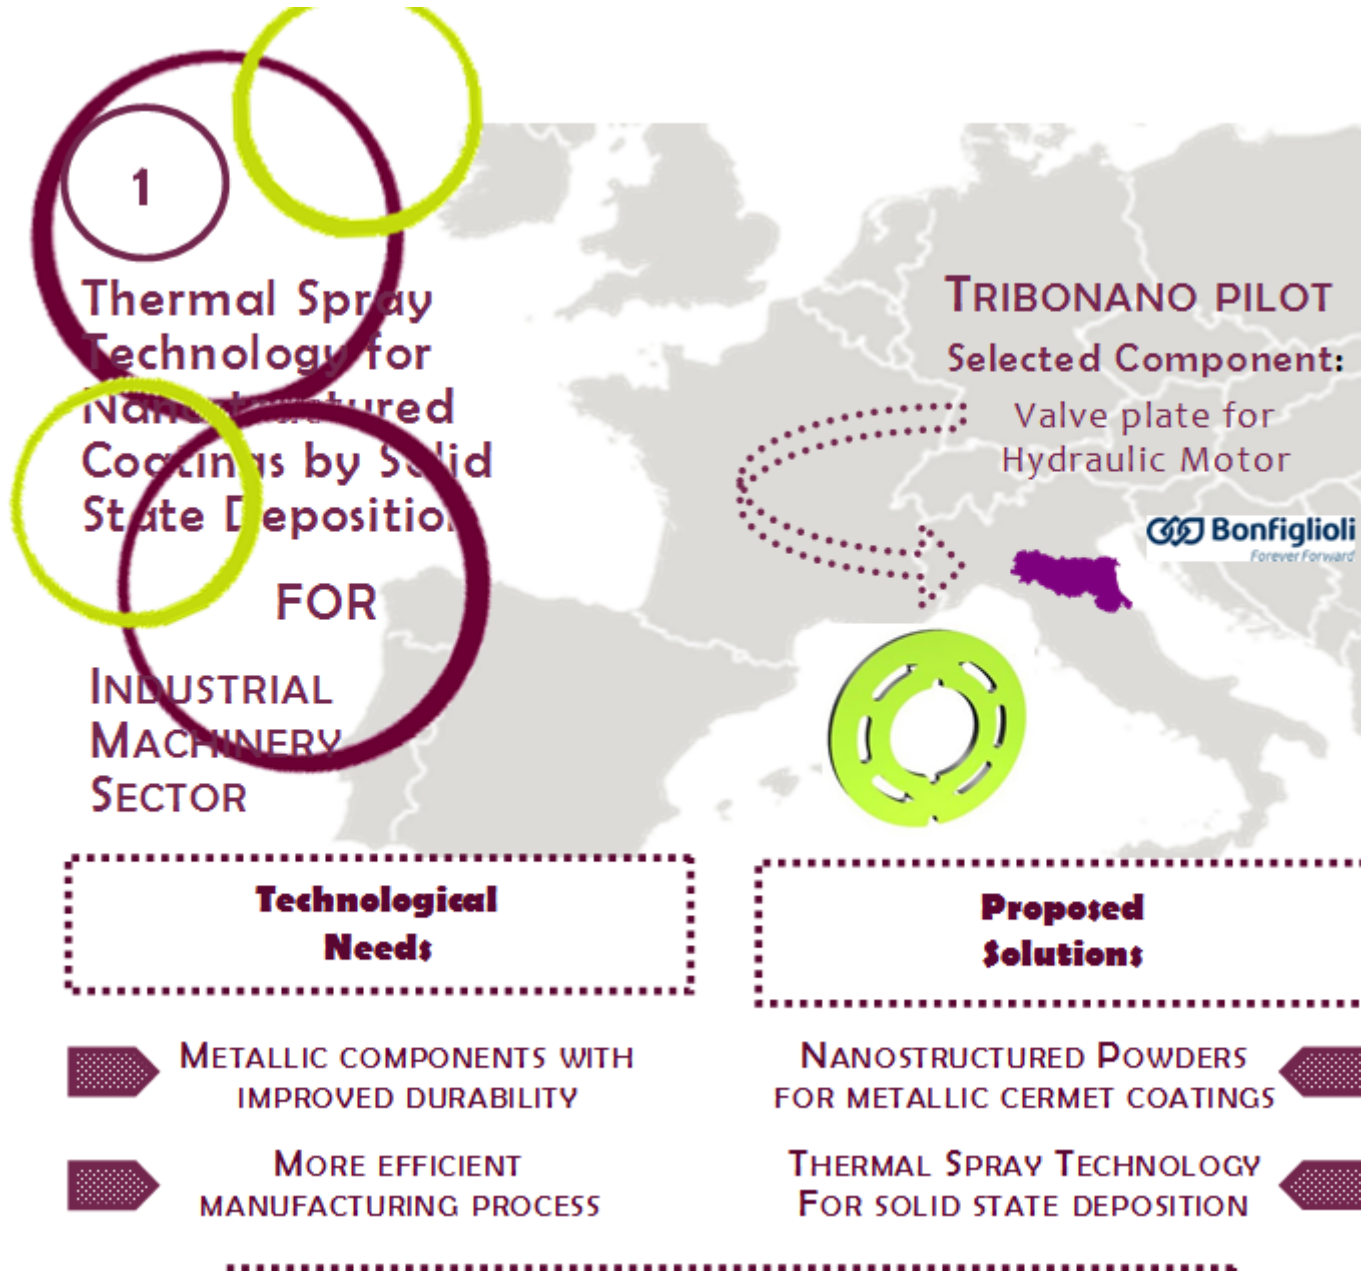 1
Thermal Spray
Technology for
Nanostructured
Coatings by Solid
State Deposition
FOR
INDUSTRIAL
MACHINERY
SECTOR
TRIBONANO PILOT
Selected Component:
Valve plate for
Hydraulic Motor
Bonfiglioli
Forever Forward
Technological
Needs
Proposed
Solutions
METALLIC COMPONENTS WITH
IMPROVED DURABILITY
MORE EFFICIENT
MANUFACTURING PROCESS
NANOSTRUCTURED POWDERS
FOR METALLIC CERMET COATINGS
THERMAL SPRAY TECHNOLOGY
FOR SOLID STATE DEPOSITION